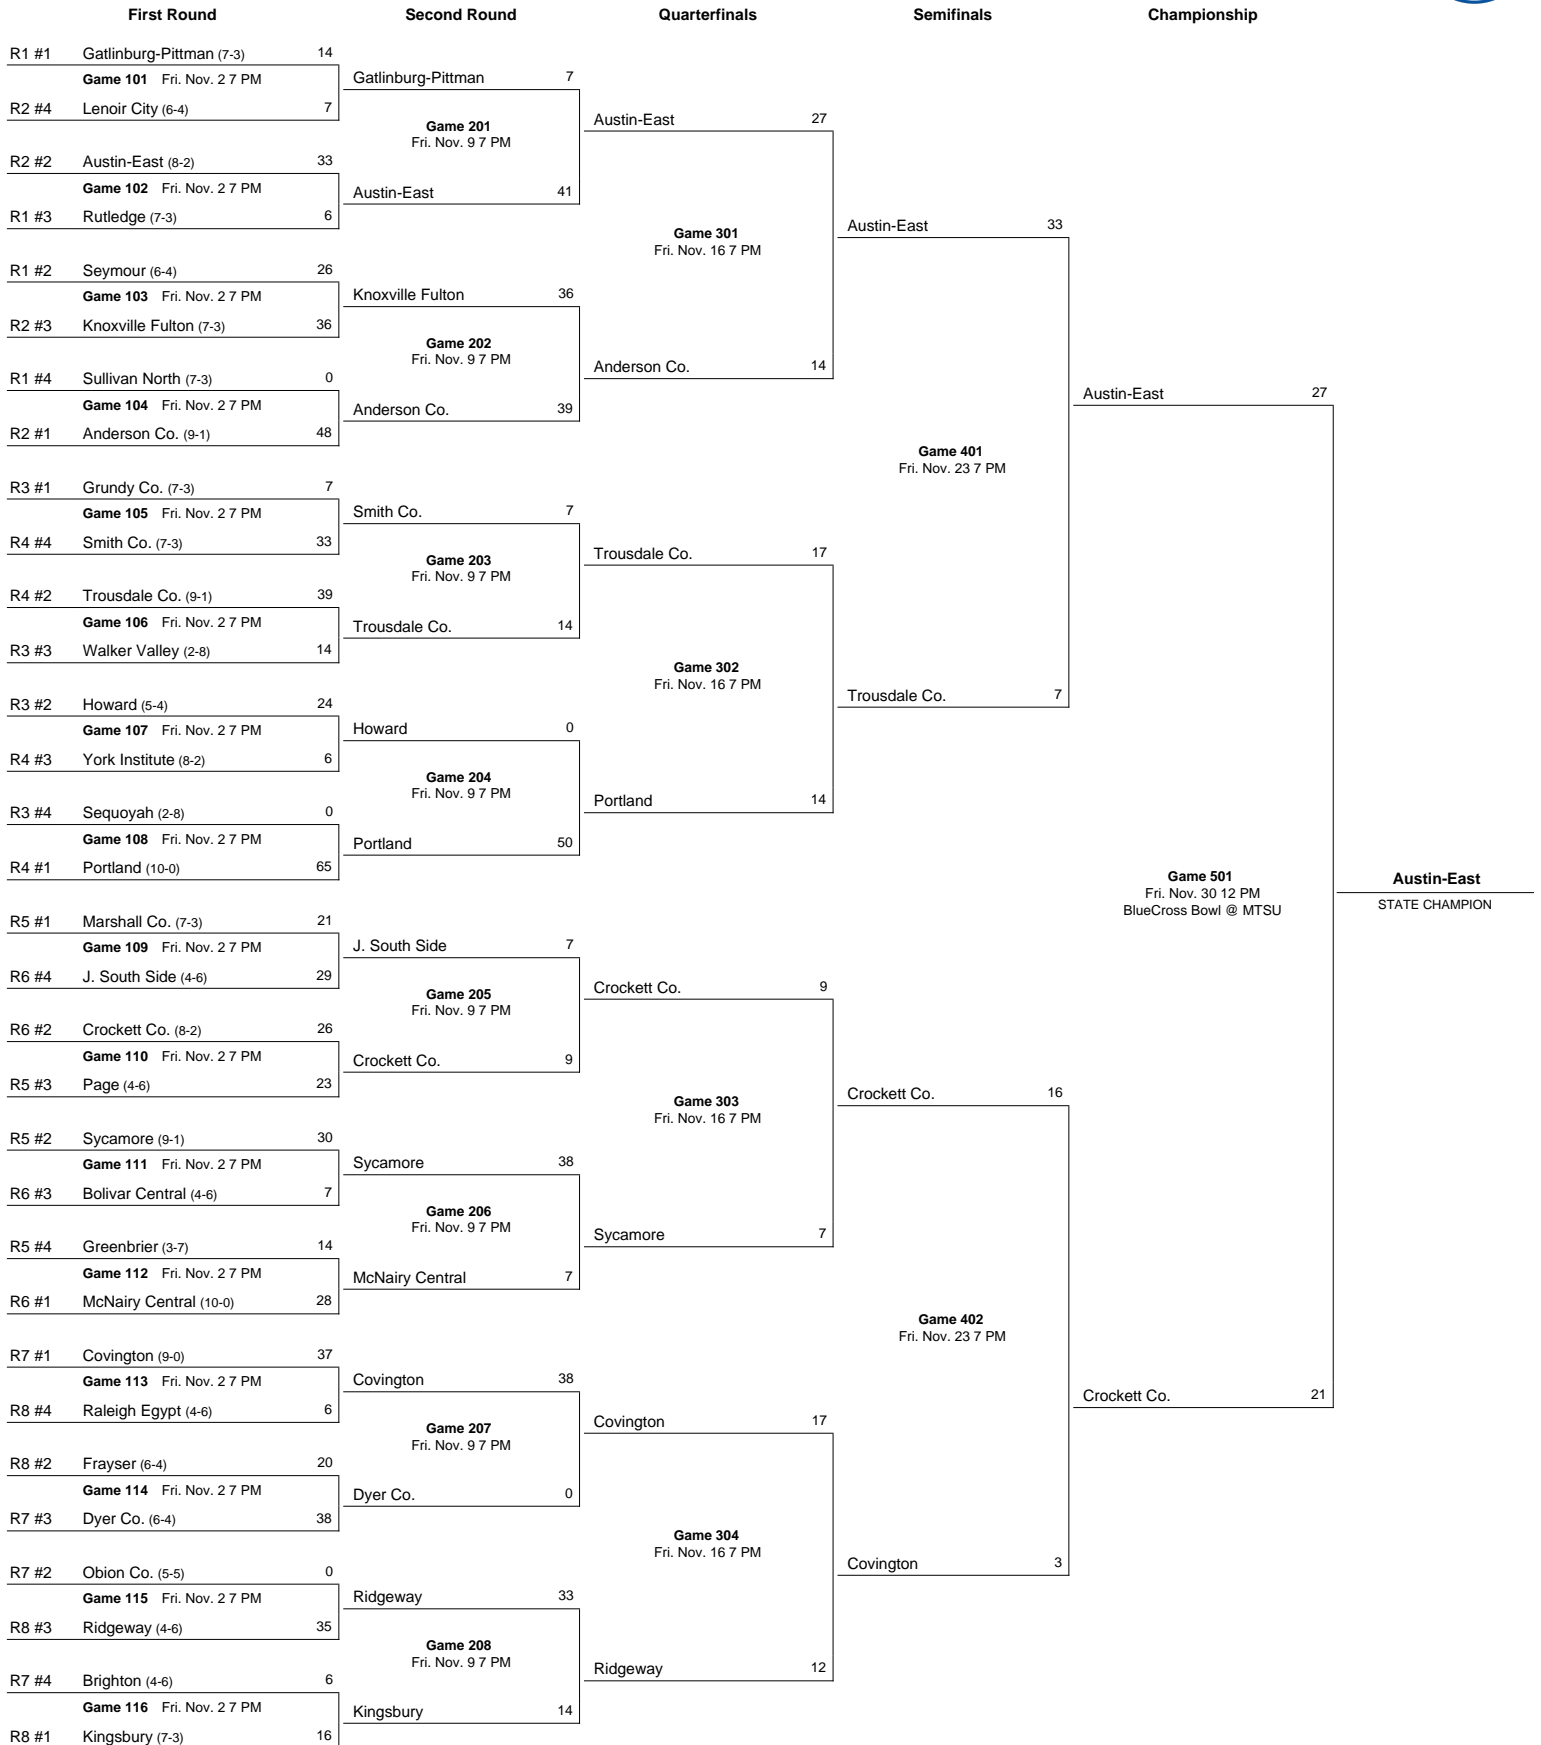 First Round Second Round Quarterfinals Semifinals Championship
R1 #1 Gatlinburg-Pittman (7-3) 14
Game 101 Fri. Nov. 2 7 PM
R2 #4 Lenoir City (6-4) 7
R2 #2 Austin-East (8-2) 33
Game 102 Fri. Nov. 2 7 PM
R1 #3 Rutledge (7-3) 6
R1 #2 Seymour (6-4) 26
Game 103 Fri. Nov. 2 7 PM
R2 #3 Knoxville Fulton (7-3) 36
R1 #4 Sullivan North (7-3) 0
Game 104 Fri. Nov. 2 7 PM
R2 #1 Anderson Co. (9-1) 48
R3 #1 Grundy Co. (7-3) 7
Game 105 Fri. Nov. 2 7 PM
R4 #4 Smith Co. (7-3) 33
R4 #2 Trousdale Co. (9-1) 39
Game 106 Fri. Nov. 2 7 PM
R3 #3 Walker Valley (2-8) 14
R3 #2 Howard (5-4) 24
Game 107 Fri. Nov. 2 7 PM
R4 #3 York Institute (8-2) 6
R3 #4 Sequoyah (2-8) 0
Game 108 Fri. Nov. 2 7 PM
R4 #1 Portland (10-0) 65
R5 #1 Marshall Co. (7-3) 21
Game 109 Fri. Nov. 2 7 PM
R6 #4 J. South Side (4-6) 29
R6 #2 Crockett Co. (8-2) 26
Game 110 Fri. Nov. 2 7 PM
R5 #3 Page (4-6) 23
R5 #2 Sycamore (9-1) 30
Game 111 Fri. Nov. 2 7 PM
R6 #3 Bolivar Central (4-6) 7
R5 #4 Greenbrier (3-7) 14
Game 112 Fri. Nov. 2 7 PM
R6 #1 McNairy Central (10-0) 28
R7 #1 Covington (9-0) 37
Game 113 Fri. Nov. 2 7 PM
R8 #4 Raleigh Egypt (4-6) 6
R8 #2 Frayser (6-4) 20
Game 114 Fri. Nov. 2 7 PM
R7 #3 Dyer Co. (6-4) 38
R7 #2 Obion Co. (5-5) 0
Game 115 Fri. Nov. 2 7 PM
R8 #3 Ridgeway (4-6) 35
R7 #4 Brighton (4-6) 6
Game 116 Fri. Nov. 2 7 PM
R8 #1 Kingsbury (7-3) 16
Gatlinburg-Pittman 7
Game 201
Fri. Nov. 9 7 PM
Austin-East 41
Knoxville Fulton 36
Game 202
Fri. Nov. 9 7 PM
Anderson Co. 39
Smith Co. 7
Game 203
Fri. Nov. 9 7 PM
Trousdale Co. 14
Howard 0
Game 204
Fri. Nov. 9 7 PM
Portland 50
J. South Side 7
Game 205
Fri. Nov. 9 7 PM
Crockett Co. 9
Sycamore 38
Game 206
Fri. Nov. 9 7 PM
McNairy Central 7
Covington 38
Game 207
Fri. Nov. 9 7 PM
Dyer Co. 0
Ridgeway 33
Game 208
Fri. Nov. 9 7 PM
Kingsbury 14
Austin-East 27
Game 301
Fri. Nov. 16 7 PM
Anderson Co. 14
Trousdale Co. 17
Game 302
Fri. Nov. 16 7 PM
Portland 14
Crockett Co. 9
Game 303
Fri. Nov. 16 7 PM
Sycamore 7
Covington 17
Game 304
Fri. Nov. 16 7 PM
Ridgeway 12
Austin-East 33
Game 401
Fri. Nov. 23 7 PM
Trousdale Co. 7
Crockett Co. 16
Game 402
Fri. Nov. 23 7 PM
Covington 3
Austin-East 27
Game 501
Fri. Nov. 30 12 PM
BlueCross Bowl @ MTSU
Crockett Co. 21
Austin-East
STATE CHAMPION